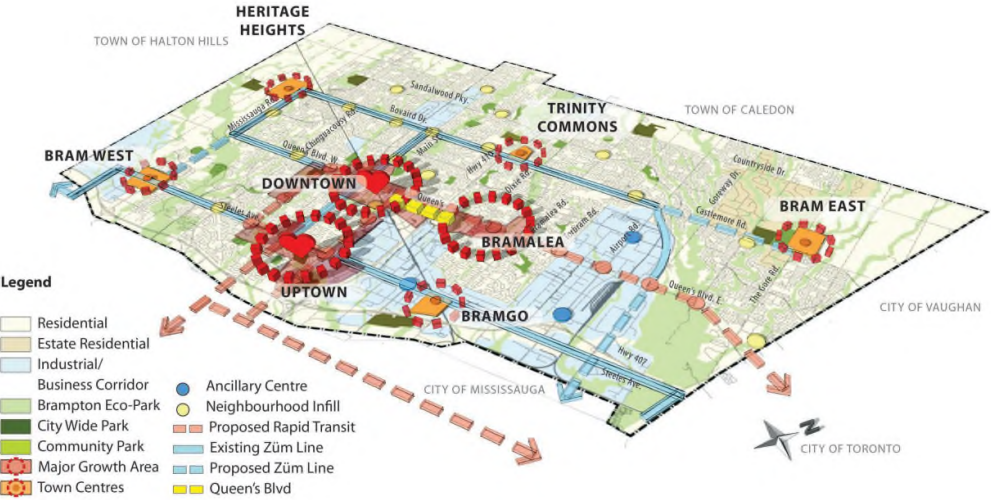 HERITAGE
HEIGHTS
TOWN OF HALTON HILLS
Sandalwood Pky.
Mississauga Rd.
Chinguacousy Rd.
Bovaird Dr.
TRINITY
COMMONS
TOWN OF CALEDON
Main St.
Queen's Blvd. W.
Hwy 410
Dixie Rd.
Countryside Dr.
BRAM WEST
DOWNTOWN
Queen's
Goreway Dr.
Castlemore Rd.
BRAM EAST
Steeles Ave.
Airport Rd.
BRAMALEA
The Gore Rd.
Queen's Blvd. E.
UPTOWN
BRAMGO
CITY OF VAUGHAN
Hwy 407
Steeles Ave.
CITY OF MISSISSAUGA
N
CITY OF TORONTO
Legend
Residential
Estate Residential
Industrial/
Business Corridor
Brampton Eco-Park
City Wide Park
Community Park
Major Growth Area
Town Centres
Ancillary Centre
Neighbourhood Infill
Proposed Rapid Transit
Existing Züm Line
Proposed Züm Line
Queen's Blvd